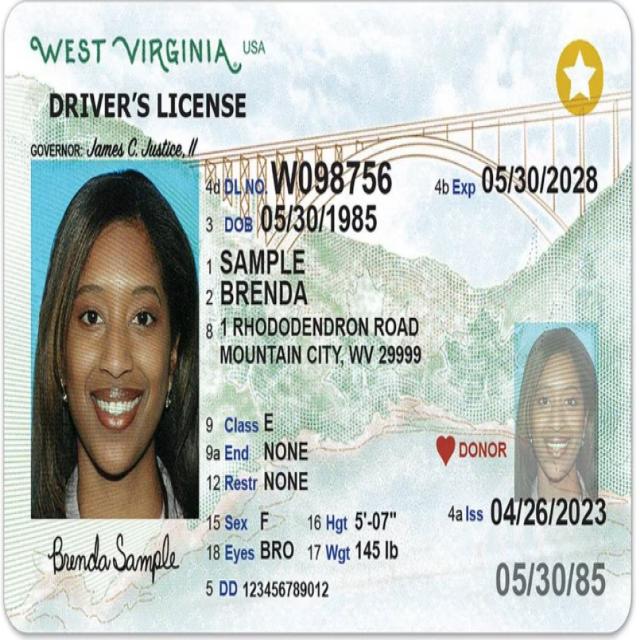 WEST VIRGINIA USA
DRIVER'S LICENSE
GOVERNOR: James C. Justice, II
4d DL NO. W098756 4b Exp 05/30/2028
3 DOB 05/30/1985
1 SAMPLE
2 BRENDA
8 1 RHODODENDRON ROAD
MOUNTAIN CITY, WV 29999
9 Class E
9a End NONE
DONOR
12 Restr NONE
15 Sex F 16 Hgt 5'-07" 4a Iss 04/26/2023
18 Eyes BRO 17 Wgt 145 lb
Brenda Sample
5 DD 123456789012
05/30/85